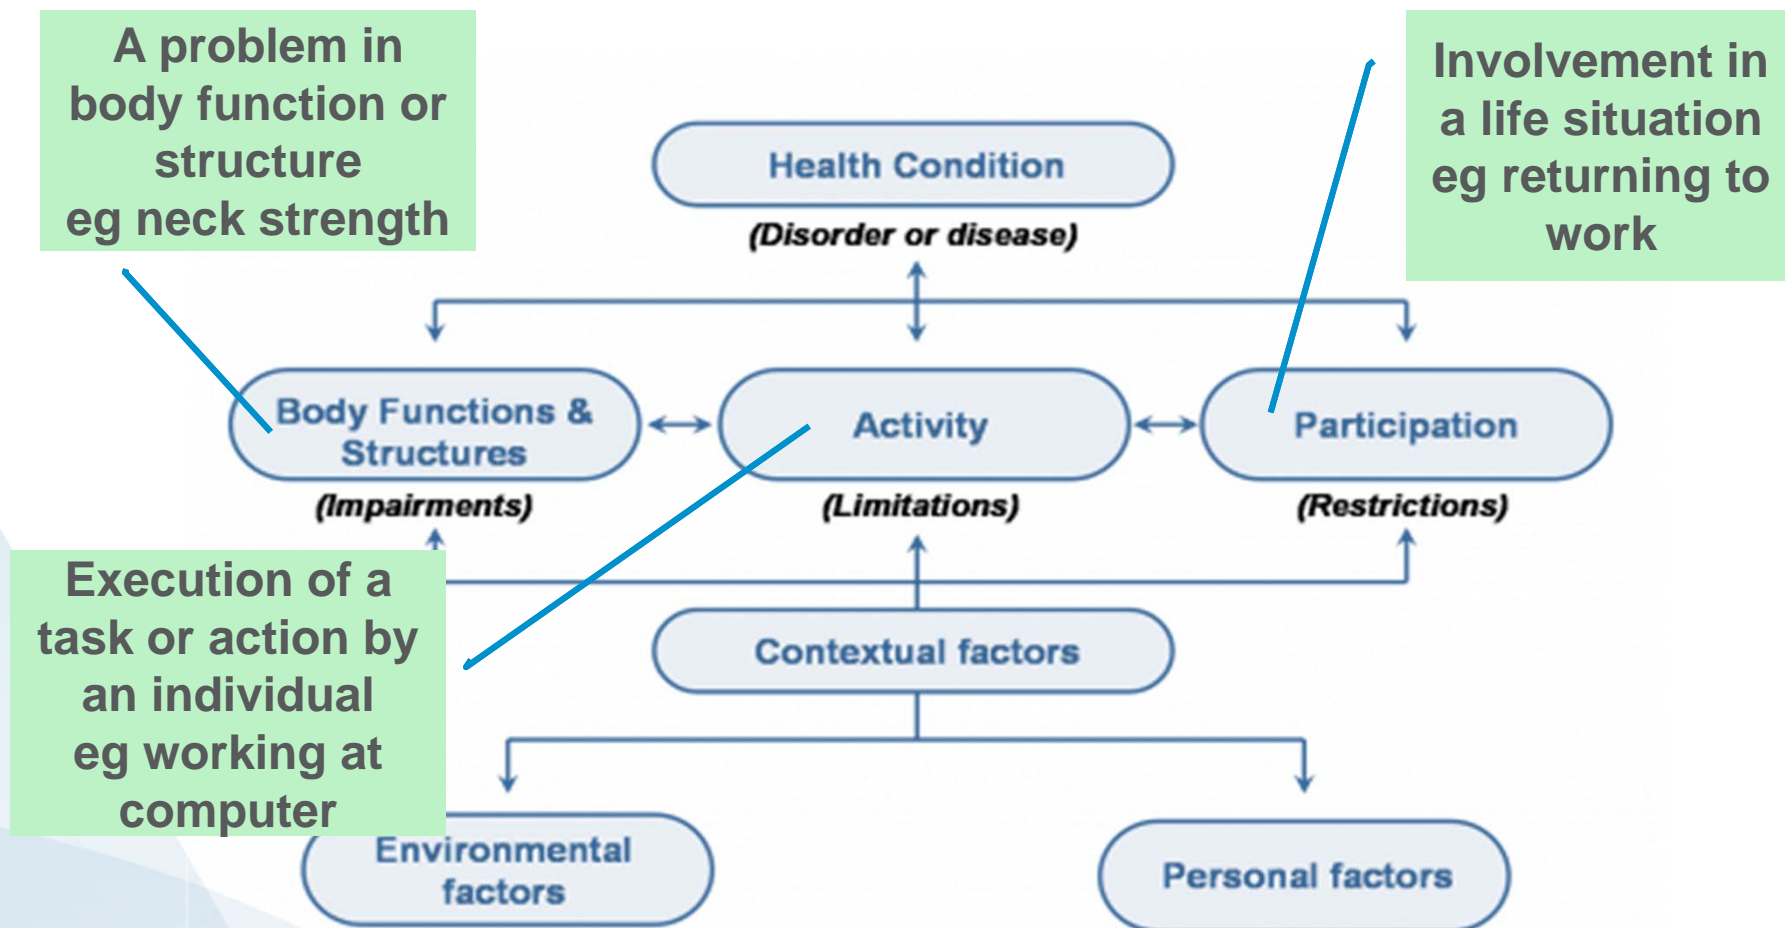 A problem in
body function or
structure
eg neck strength
Involvement in
a life situation
eg returning to
work
Health Condition
(Disorder or disease)
Body Functions &
Structures
(Impairments)
Activity
(Limitations)
Participation
(Restrictions)
Execution of a
task or action by
an individual
eg working at
computer
Contextual factors
Environmental
factors
Personal factors